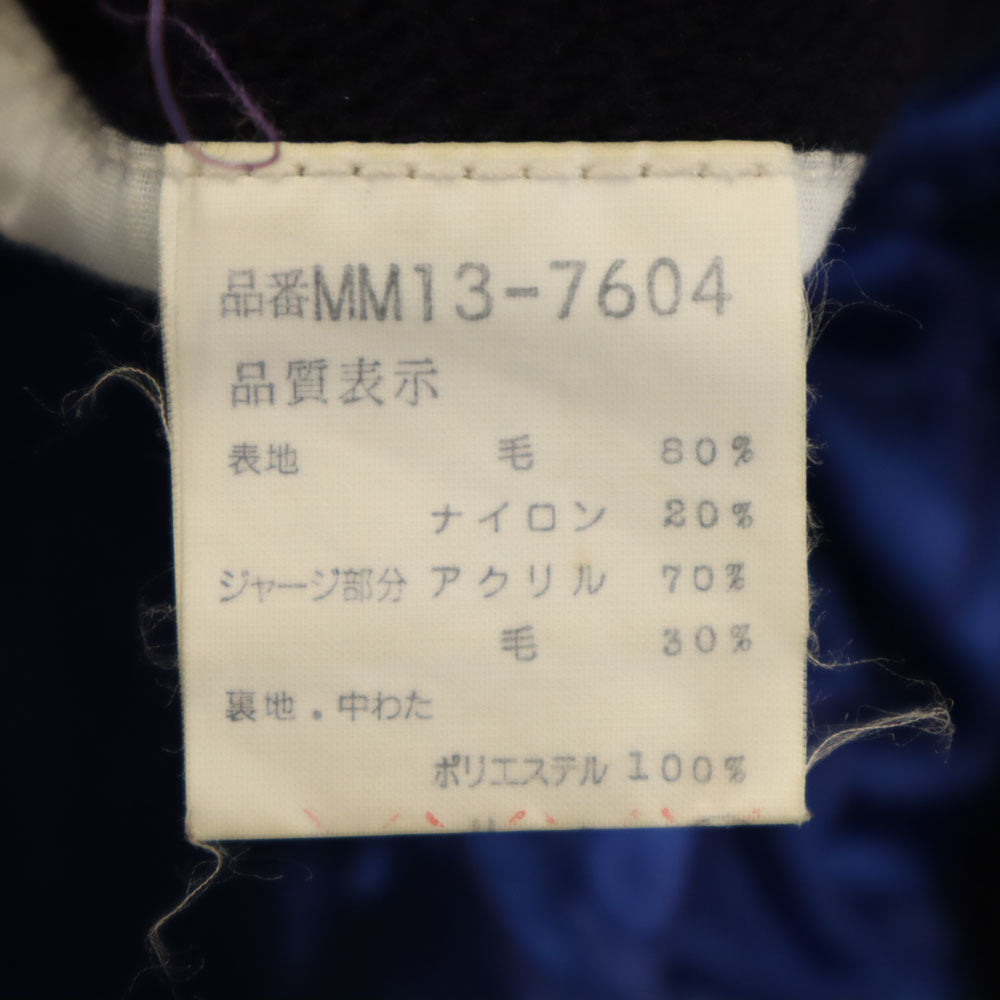 品番MM13-7604
品質表示
表地 毛 80%
ナイロン 20%
ジャージ部分 アクリル 70%
毛 30%
裏地.中わた
ポリエステル 100%